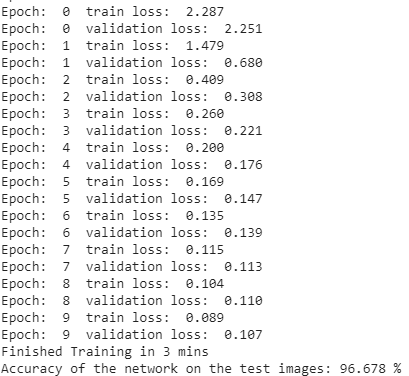 Epoch:  0  train loss:  2.287
Epoch:  0  validation loss:  2.251
Epoch:  1  train loss:  1.479
Epoch:  1  validation loss:  0.680
Epoch:  2  train loss:  0.409
Epoch:  2  validation loss:  0.308
Epoch:  3  train loss:  0.260
Epoch:  3  validation loss:  0.221
Epoch:  4  train loss:  0.200
Epoch:  4  validation loss:  0.176
Epoch:  5  train loss:  0.169
Epoch:  5  validation loss:  0.147
Epoch:  6  train loss:  0.135
Epoch:  6  validation loss:  0.139
Epoch:  7  train loss:  0.115
Epoch:  7  validation loss:  0.113
Epoch:  8  train loss:  0.104
Epoch:  8  validation loss:  0.110
Epoch:  9  train loss:  0.089
Epoch:  9  validation loss:  0.107
Finished Training in 3 mins
Accuracy of the network on the test images: 96.678 %